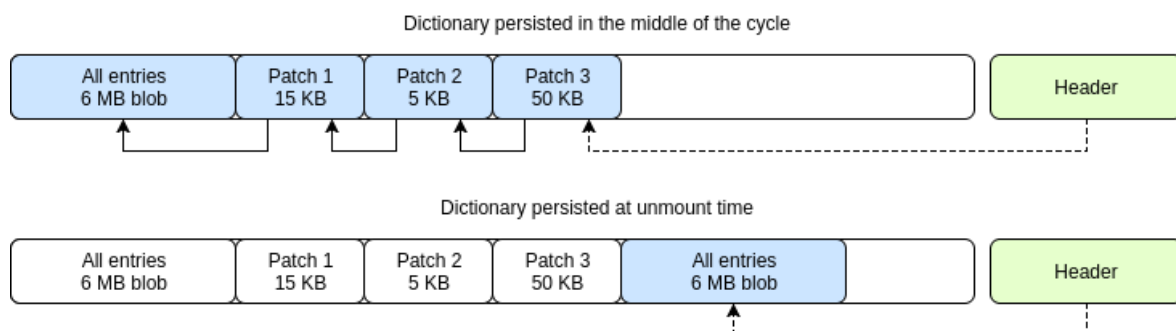 Dictionary persisted in the middle of the cycle
All entries
6 MB blob
Patch 1
15 KB
Patch 2
5 KB
Patch 3
50 KB
Header
Dictionary persisted at unmount time
All entries
6 MB blob
Patch 1
15 KB
Patch 2
5 KB
Patch 3
50 KB
All entries
6 MB blob
Header